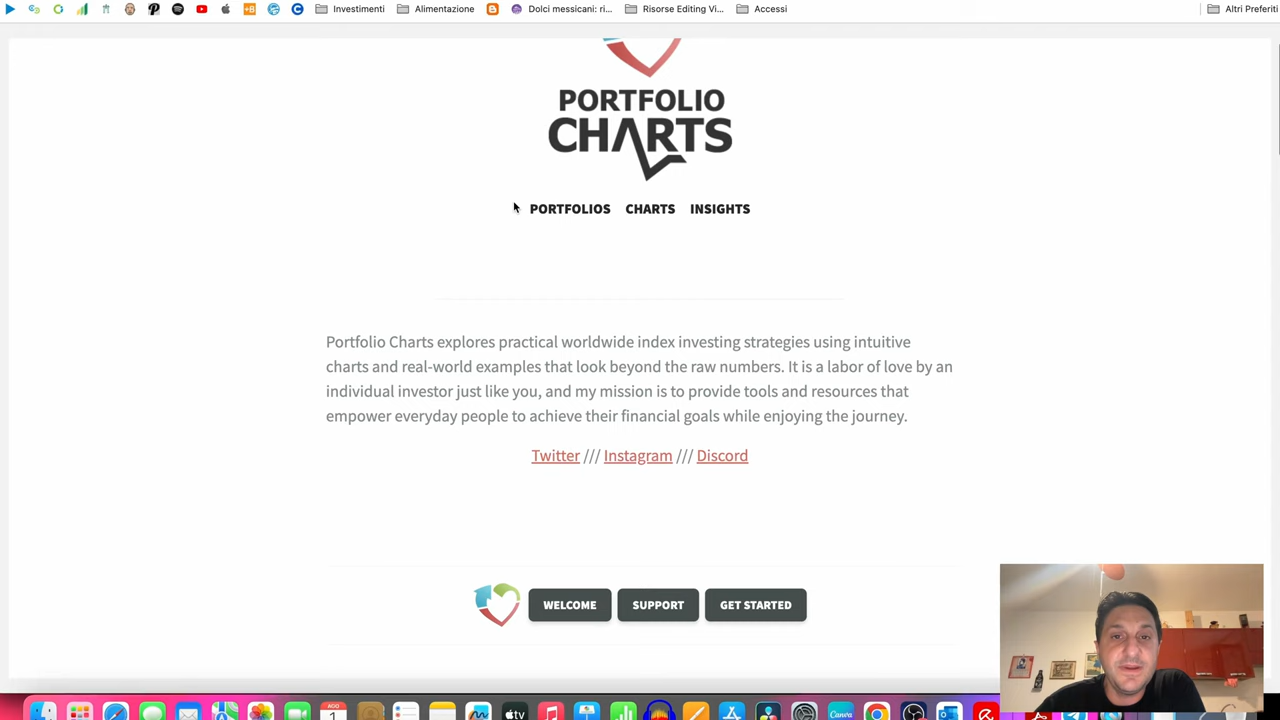 Investimenti Alimentazione Dolci messicani: ri... Risorse Editing Vi... Accessi Altri Preferiti
PORTFOLIO
CHARTS
PORTFOLIOS CHARTS INSIGHTS
Portfolio Charts explores practical worldwide index investing strategies using intuitive
charts and real-world examples that look beyond the raw numbers. It is a labor of love by an
individual investor just like you, and my mission is to provide tools and resources that
empower everyday people to achieve their financial goals while enjoying the journey.
Twitter /// Instagram /// Discord
WELCOME SUPPORT GET STARTED
AGO
1
tv
Canva